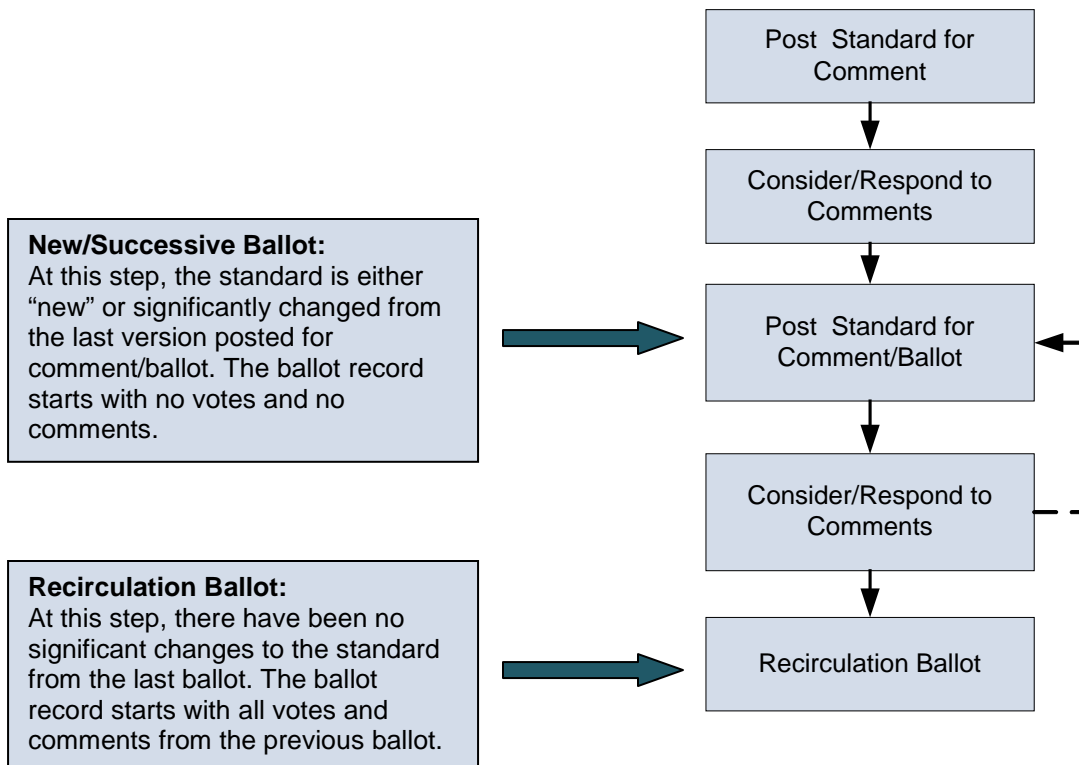 Post Standard for
Comment
Consider/Respond to
Comments
New/Successive Ballot:
At this step, the standard is either
“new” or significantly changed from
the last version posted for
comment/ballot. The ballot record
starts with no votes and no
comments.
Post Standard for
Comment/Ballot
Consider/Respond to
Comments
Recirculation Ballot:
At this step, there have been no
significant changes to the standard
from the last ballot. The ballot
record starts with all votes and
comments from the previous ballot.
Recirculation Ballot